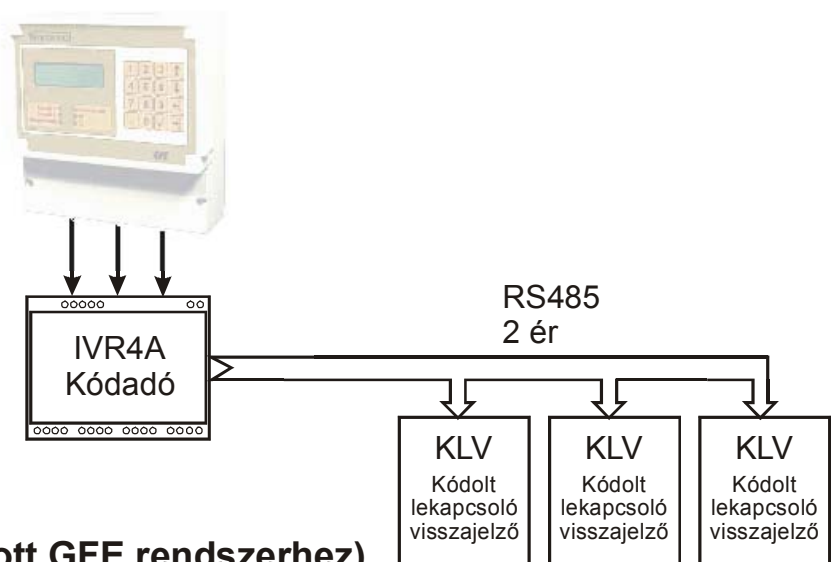 RS485
2 ér
IVR4A
Kódadó
KLV
Kódolt
lekapcsoló
visszajelző
KLV
Kódolt
lekapcsoló
visszajelző
KLV
Kódolt
lekapcsoló
visszajelző
GFE rendszerhez)